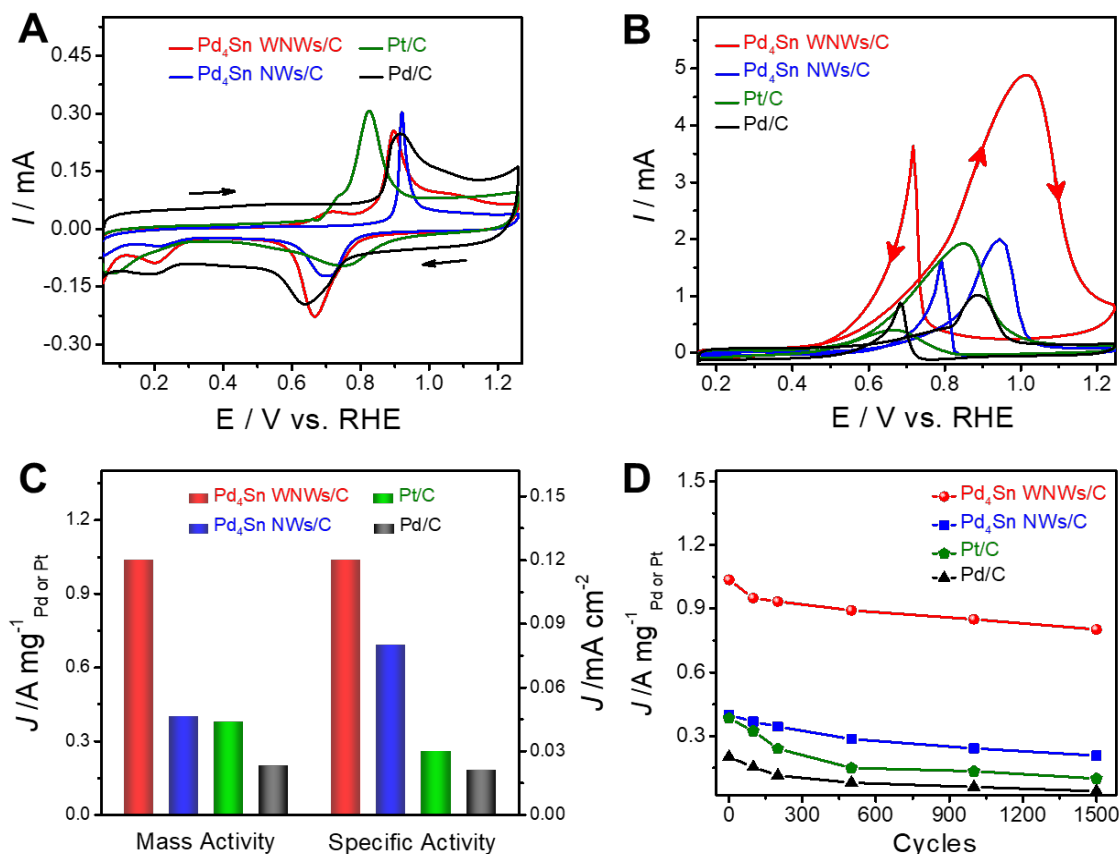 A
Pd₄Sn WNWs/C
Pt/C
Pd₄Sn NWs/C
Pd/C
0.45
0.30
0.15
0.00
-0.15
-0.30
I / mA
0.2 0.4 0.6 0.8 1.0 1.2
E / V vs. RHE
B
Pd₄Sn WNWs/C
Pd₄Sn NWs/C
Pt/C
Pd/C
5
4
3
2
1
0
I / mA
0.2 0.4 0.6 0.8 1.0 1.2
E / V vs. RHE
C
Pd₄Sn WNWs/C
Pt/C
Pd₄Sn NWs/C
Pd/C
1.2
0.9
0.6
0.3
0.0
J /A mg⁻¹ Pd or Pt
0.15
0.12
0.09
0.06
0.03
0.00
J /mA cm⁻²
Mass Activity
Specific Activity
D
Pd₄Sn WNWs/C
Pd₄Sn NWs/C
Pt/C
Pd/C
1.5
1.2
0.9
0.6
0.3
J /A mg⁻¹ Pd or Pt
0 300 600 900 1200 1500
Cycles